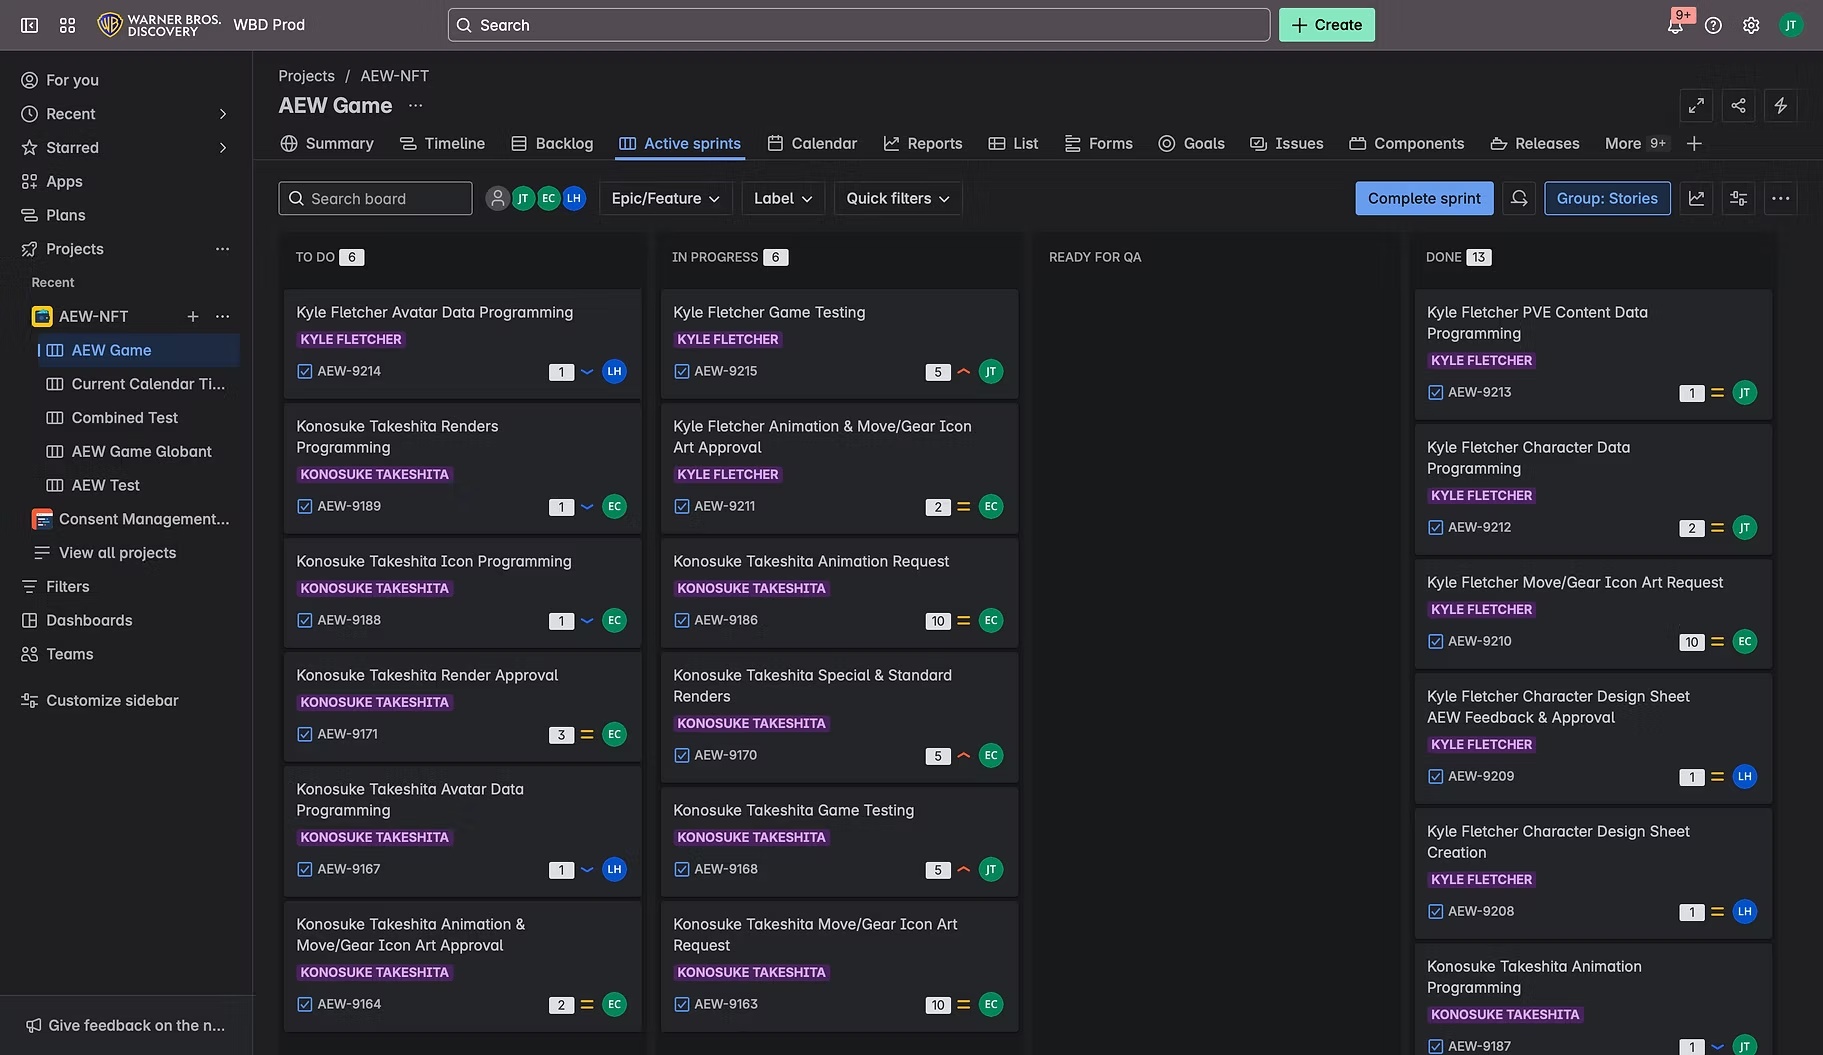 WARNER BROS.
DISCOVERY
WBD Prod
Search
Create
9+
JT
For you
Recent
Starred
Apps
Plans
Projects
Recent
AEW-NFT
AEW Game
Current Calendar Ti...
Combined Test
AEW Game Globant
AEW Test
Consent Management...
View all projects
Filters
Dashboards
Teams
Customize sidebar
Give feedback on the n...
Projects / AEW-NFT
AEW Game
Summary
Timeline
Backlog
Active sprints
Calendar
Reports
List
Forms
Goals
Issues
Components
Releases
More 9+
Search board
JT
EC
LH
Epic/Feature
Label
Quick filters
Complete sprint
Group: Stories
TO DO 6
Kyle Fletcher Avatar Data Programming
KYLE FLETCHER
AEW-9214 1 LH
Konosuke Takeshita Renders
Programming
KONOSUKE TAKESHITA
AEW-9189 1 EC
Konosuke Takeshita Icon Programming
KONOSUKE TAKESHITA
AEW-9188 1 EC
Konosuke Takeshita Render Approval
KONOSUKE TAKESHITA
AEW-9171 3 EC
Konosuke Takeshita Avatar Data
Programming
KONOSUKE TAKESHITA
AEW-9167 1 LH
Konosuke Takeshita Animation &
Move/Gear Icon Art Approval
KONOSUKE TAKESHITA
AEW-9164 2 EC
IN PROGRESS 6
Kyle Fletcher Game Testing
KYLE FLETCHER
AEW-9215 5 JT
Kyle Fletcher Animation & Move/Gear Icon
Art Approval
KYLE FLETCHER
AEW-9211 2 EC
Konosuke Takeshita Animation Request
KONOSUKE TAKESHITA
AEW-9186 10 EC
Konosuke Takeshita Special & Standard
Renders
KONOSUKE TAKESHITA
AEW-9170 5 EC
Konosuke Takeshita Game Testing
KONOSUKE TAKESHITA
AEW-9168 5 JT
Konosuke Takeshita Move/Gear Icon Art
Request
KONOSUKE TAKESHITA
AEW-9163 10 EC
READY FOR QA
DONE 13
Kyle Fletcher PVE Content Data
Programming
KYLE FLETCHER
AEW-9213 1 JT
Kyle Fletcher Character Data
Programming
KYLE FLETCHER
AEW-9212 2 JT
Kyle Fletcher Move/Gear Icon Art Request
KYLE FLETCHER
AEW-9210 10 EC
Kyle Fletcher Character Design Sheet
AEW Feedback & Approval
KYLE FLETCHER
AEW-9209 1 LH
Kyle Fletcher Character Design Sheet
Creation
KYLE FLETCHER
AEW-9208 1 LH
Konosuke Takeshita Animation
Programming
KONOSUKE TAKESHITA
AEW-9187 1 JT